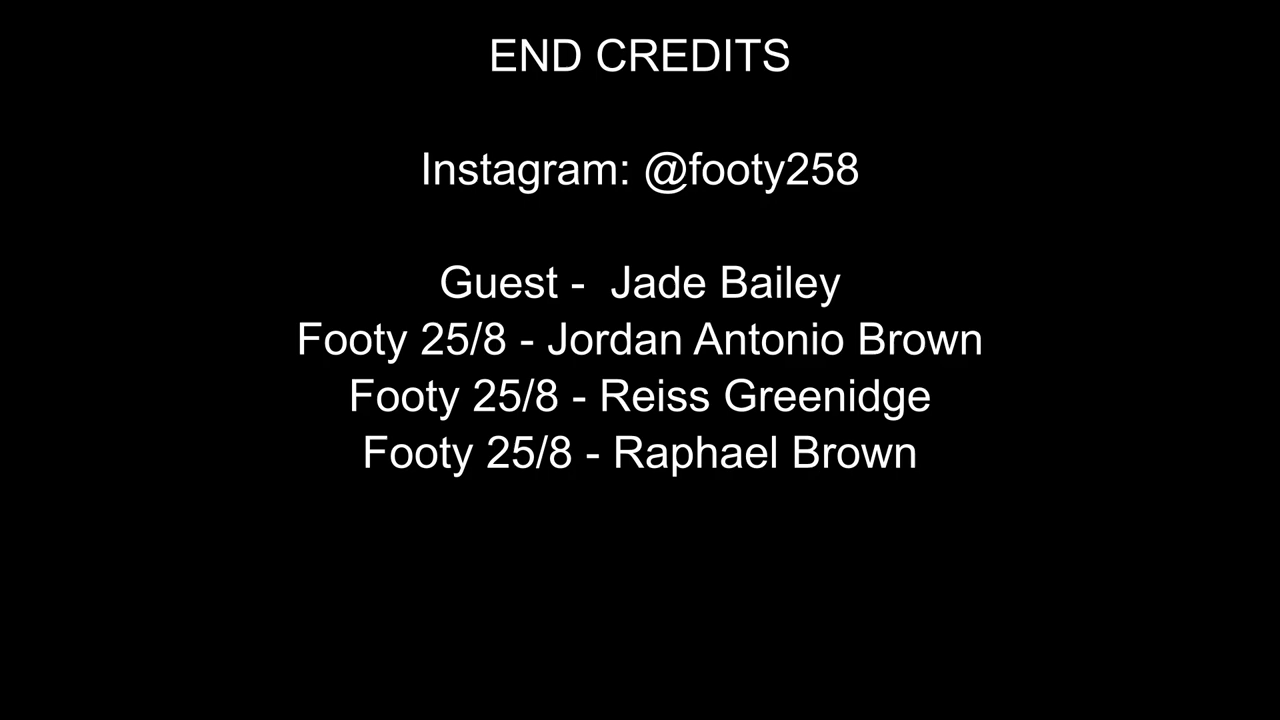 END CREDITS
Instagram: @footy258
Guest -  Jade Bailey
Footy 25/8 - Jordan Antonio Brown
Footy 25/8 - Reiss Greenidge
Footy 25/8 - Raphael Brown